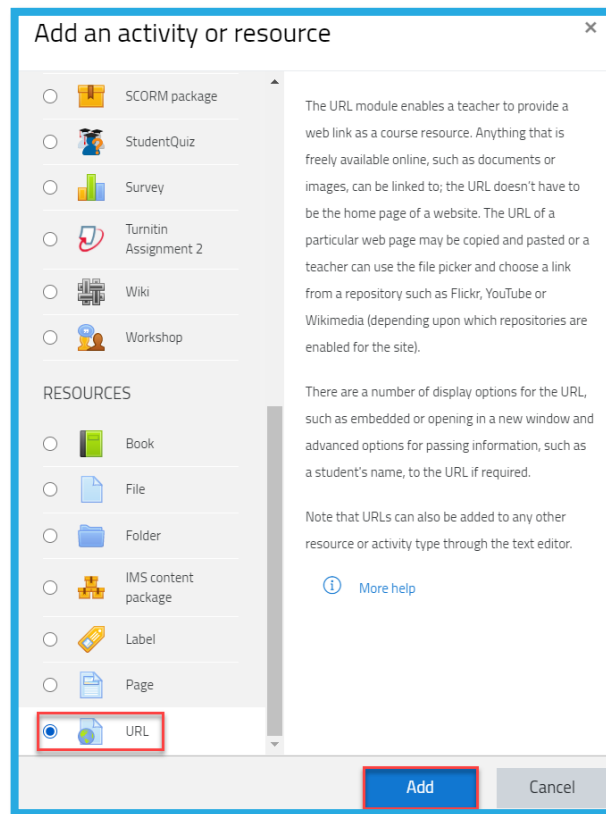 Add an activity or resource
×
SCORM package
StudentQuiz
Survey
Turnitin
Assignment 2
Wiki
Workshop
RESOURCES
Book
File
Folder
IMS content
package
Label
Page
URL
The URL module enables a teacher to provide a
web link as a course resource. Anything that is
freely available online, such as documents or
images, can be linked to; the URL doesn't have to
be the home page of a website. The URL of a
particular web page may be copied and pasted or a
teacher can use the file picker and choose a link
from a repository such as Flickr, YouTube or
Wikimedia (depending upon which repositories are
enabled for the site).
There are a number of display options for the URL,
such as embedded or opening in a new window and
advanced options for passing information, such as
a student's name, to the URL if required.
Note that URLs can also be added to any other
resource or activity type through the text editor.
More help
Add
Cancel